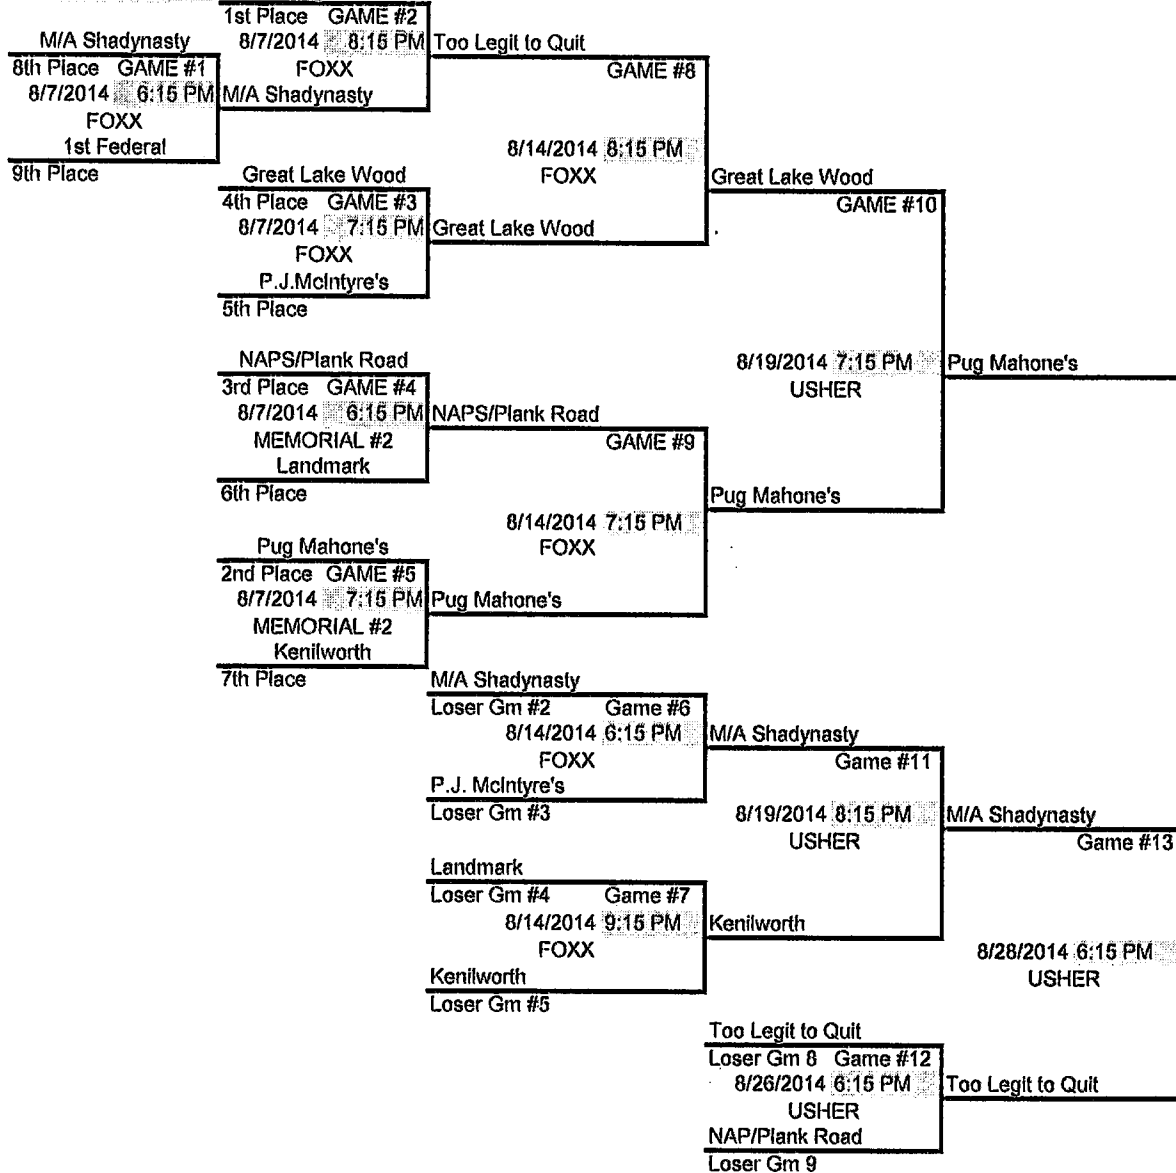 1st Place GAME #2
M/A Shadynasty
8/7/2014 8:15 PM Too Legit to Quit
8th Place GAME #1
FOXX
GAME #8
8/7/2014 6:15 PM M/A Shadynasty
FOXX
1st Federal
8/14/2014 8:15 PM
9th Place
Great Lake Wood
FOXX
Great Lake Wood
4th Place GAME #3
GAME #10
8/7/2014 7:15 PM Great Lake Wood
FOXX
P.J.McIntyre's
5th Place
NAPS/Plank Road
8/19/2014 7:15 PM Pug Mahone's
3rd Place GAME #4
USHER
8/7/2014 6:15 PM NAPS/Plank Road
MEMORIAL #2
GAME #9
Landmark
6th Place
Pug Mahone's
8/14/2014 7:15 PM
Pug Mahone's
FOXX
2nd Place GAME #5
8/7/2014 7:15 PM Pug Mahone's
MEMORIAL #2
Kenilworth
7th Place
M/A Shadynasty
Loser Gm #2 Game #6
8/14/2014 6:15 PM M/A Shadynasty
FOXX
Game #11
P.J. McIntyre's
Loser Gm #3
8/19/2014 8:15 PM M/A Shadynasty
USHER
Game #13
Landmark
Loser Gm #4 Game #7
8/14/2014 9:15 PM Kenilworth
FOXX
8/28/2014 6:15 PM
Kenilworth
USHER
Loser Gm #5
Too Legit to Quit
Loser Gm 8 Game #12
8/26/2014 6:15 PM Too Legit to Quit
USHER
NAP/Plank Road
Loser Gm 9